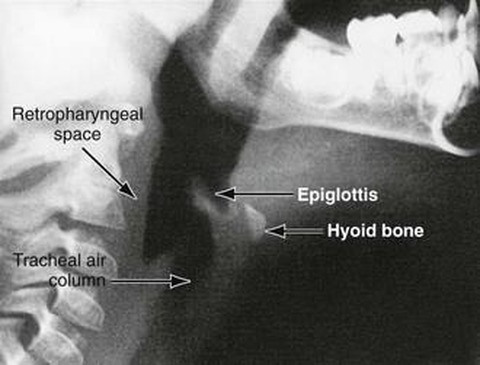 Retropharyngeal
space
Epiglottis
Hyoid bone
Tracheal air
column